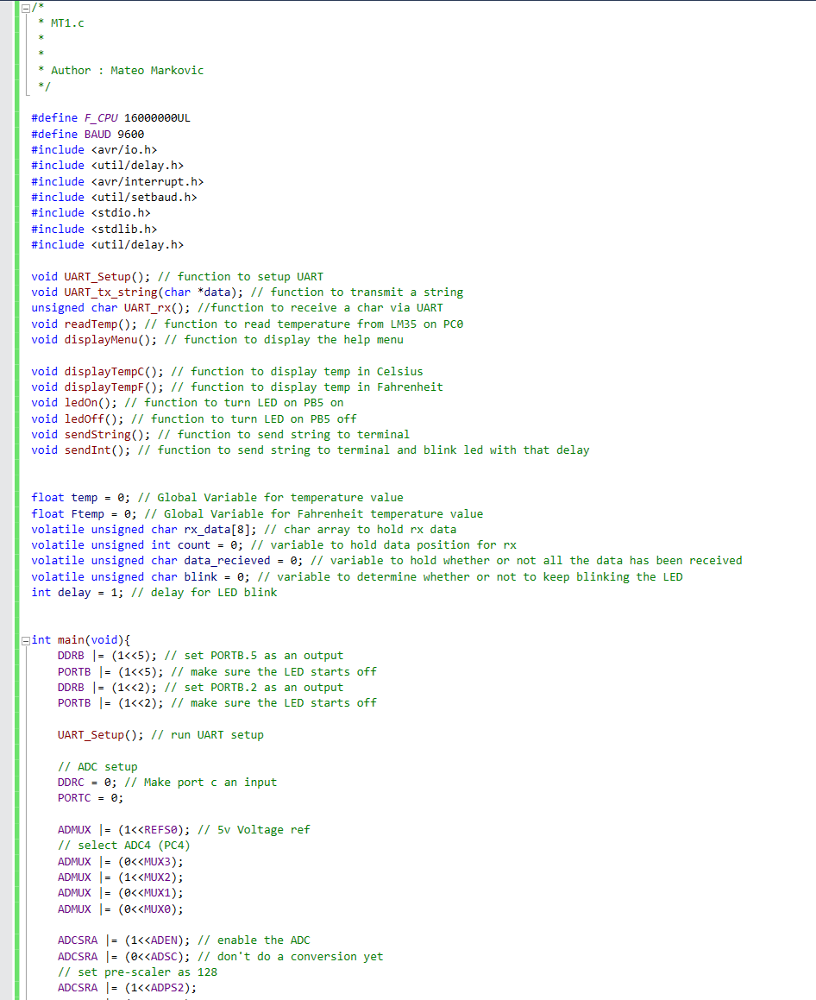 /*
 * MT1.c
 *
 *
 * Author : Mateo Markovic
 */
#define F_CPU 16000000UL
#define BAUD 9600
#include <avr/io.h>
#include <util/delay.h>
#include <avr/interrupt.h>
#include <util/setbaud.h>
#include <stdio.h>
#include <stdlib.h>
#include <util/delay.h>
void UART_Setup(); // function to setup UART
void UART_tx_string(char *data); // function to transmit a string
unsigned char UART_rx(); //function to receive a char via UART
void readTemp(); // function to read temperature from LM35 on PC0
void displayMenu(); // function to display the help menu
void displayTempC(); // function to display temp in Celsius
void displayTempF(); // function to display temp in Fahrenheit
void ledOn(); // function to turn LED on PB5 on
void ledOff(); // function to turn LED on PB5 off
void sendString(); // function to send string to terminal
void sendInt(); // function to send string to terminal and blink led with that delay
float temp = 0; // Global Variable for temperature value
float Ftemp = 0; // Global Variable for Fahrenheit temperature value
volatile unsigned char rx_data[8]; // char array to hold rx data
volatile unsigned int count = 0; // variable to hold data position for rx
volatile unsigned char data_recieved = 0; // variable to hold whether or not all the data has been received
volatile unsigned char blink = 0; // variable to determine whether or not to keep blinking the LED
int delay = 1; // delay for LED blink
int main(void){
    DDRB |= (1<<5); // set PORTB.5 as an output
    PORTB |= (1<<5); // make sure the LED starts off
    DDRB |= (1<<2); // set PORTB.2 as an output
    PORTB |= (1<<2); // make sure the LED starts off
    UART_Setup(); // run UART setup
    // ADC setup
    DDRC = 0; // Make port c an input
    PORTC = 0;
    ADMUX |= (1<<REFS0); // 5v Voltage ref
    // select ADC4 (PC4)
    ADMUX |= (0<<MUX3);
    ADMUX |= (1<<MUX2);
    ADMUX |= (0<<MUX1);
    ADMUX |= (0<<MUX0);
    ADCSRA |= (1<<ADEN); // enable the ADC
    ADCSRA |= (0<<ADSC); // don't do a conversion yet
    // set pre-scaler as 128
    ADCSRA |= (1<<ADPS2);